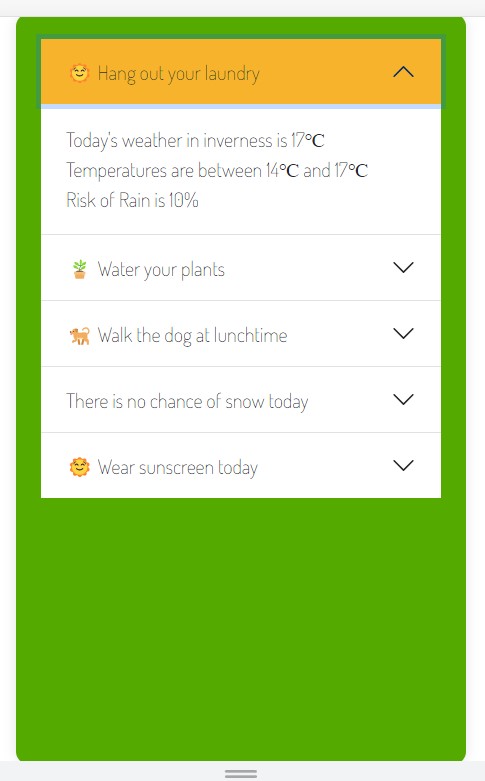 Hang out your laundry
Today's weather in inverness is 17°C
Temperatures are between 14°C and 17°C
Risk of Rain is 10%
Water your plants
Walk the dog at lunchtime
There is no chance of snow today
Wear sunscreen today